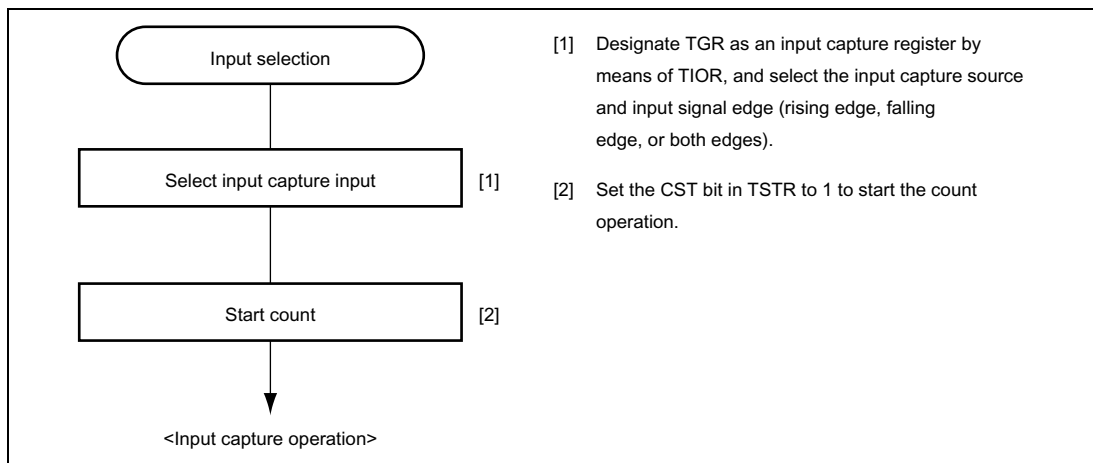 Input selection
Select input capture input [1]
Start count [2]
<Input capture operation>
[1] Designate TGR as an input capture register by
means of TIOR, and select the input capture source
and input signal edge (rising edge, falling
edge, or both edges).
[2] Set the CST bit in TSTR to 1 to start the count
operation.